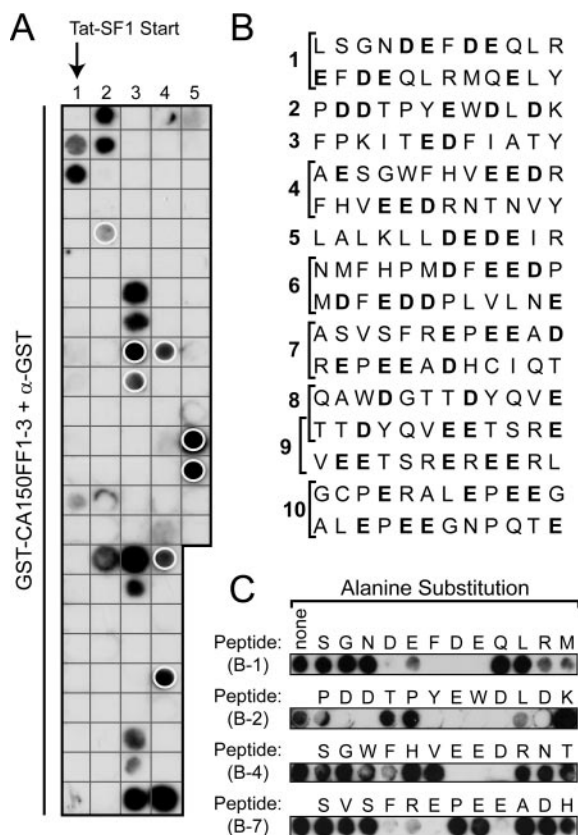 A
Tat-SF1 Start
1 2 3 4 5
GST-CA150FF1-3 + α-GST
B
1
L S G N D E F D E Q L R
E F D E Q L R M Q E L Y
2 P D D T P Y E W D L D K
3 F P K I T E D F I A T Y
4
A E S G W F H V E E D R
F H V E E D R N T N V Y
5 L A L K L L D E D E I R
6
N M F H P M D F E E D P
M D F E D D P L V L N E
7
A S V S F R E P E E A D
R E P E E A D H C I Q T
8
Q A W D G T T D Y Q V E
9
T T D Y Q V E E T S R E
V E E T S R E R E E R L
10
G C P E R A L E P E E G
A L E P E E G N P Q T E
C
Alanine Substitution
none
Peptide: S G N D E F D E Q L R M
(B-1)
Peptide: P D D T P Y E W D L D K
(B-2)
Peptide: S G W F H V E E D R N T
(B-4)
Peptide: S V S F R E P E E A D H
(B-7)